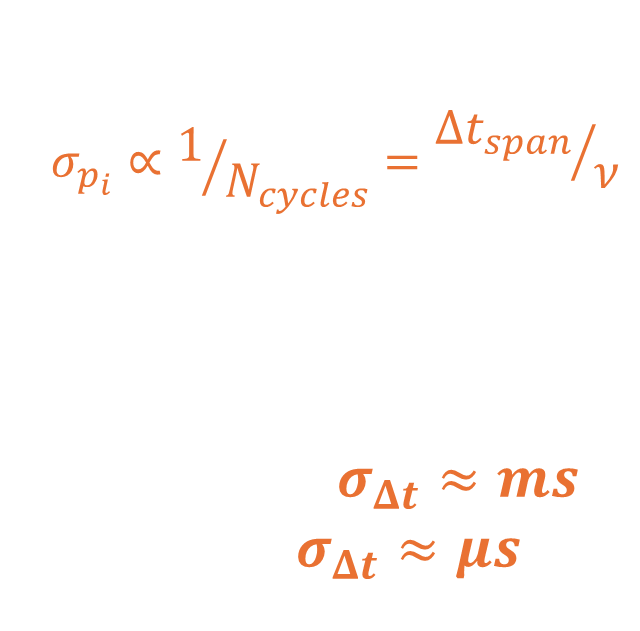 σ_{p_i} ∝ 1/N_{cycles} = Δt_{span}/ν
σ_{Δt} ≈ ms
σ_{Δt} ≈ μs